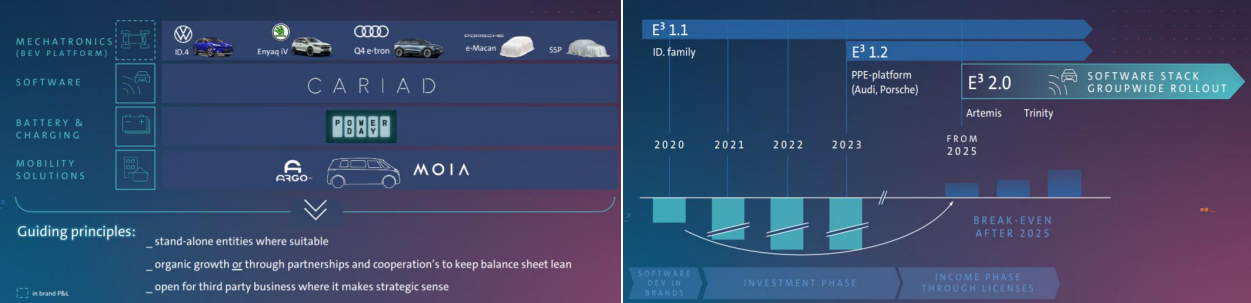 MECHATRONICS
(BEV PLATFORM)
ID.4
Enyaq iV
Q4 e-tron
PORSCHE
e-Macan
SSP
SOFTWARE
CARIAD
BATTERY &
CHARGING
POWER
DAY
MOBILITY
SOLUTIONS
ARGO
MOIA
Guiding principles:
_ stand-alone entities where suitable
_ organic growth or through partnerships and cooperation's to keep balance sheet lean
_ open for third party business where it makes strategic sense
in brand P&L
E³ 1.1
ID. family
E³ 1.2
PPE-platform
(Audi, Porsche)
E³ 2.0
SOFTWARE STACK
GROUPWIDE ROLLOUT
Artemis Trinity
2020 2021 2022 2023
FROM
2025
BREAK-EVEN
AFTER 2025
SOFTWARE
DEV IN
BRANDS
INVESTMENT PHASE
INCOME PHASE
THROUGH LICENSES